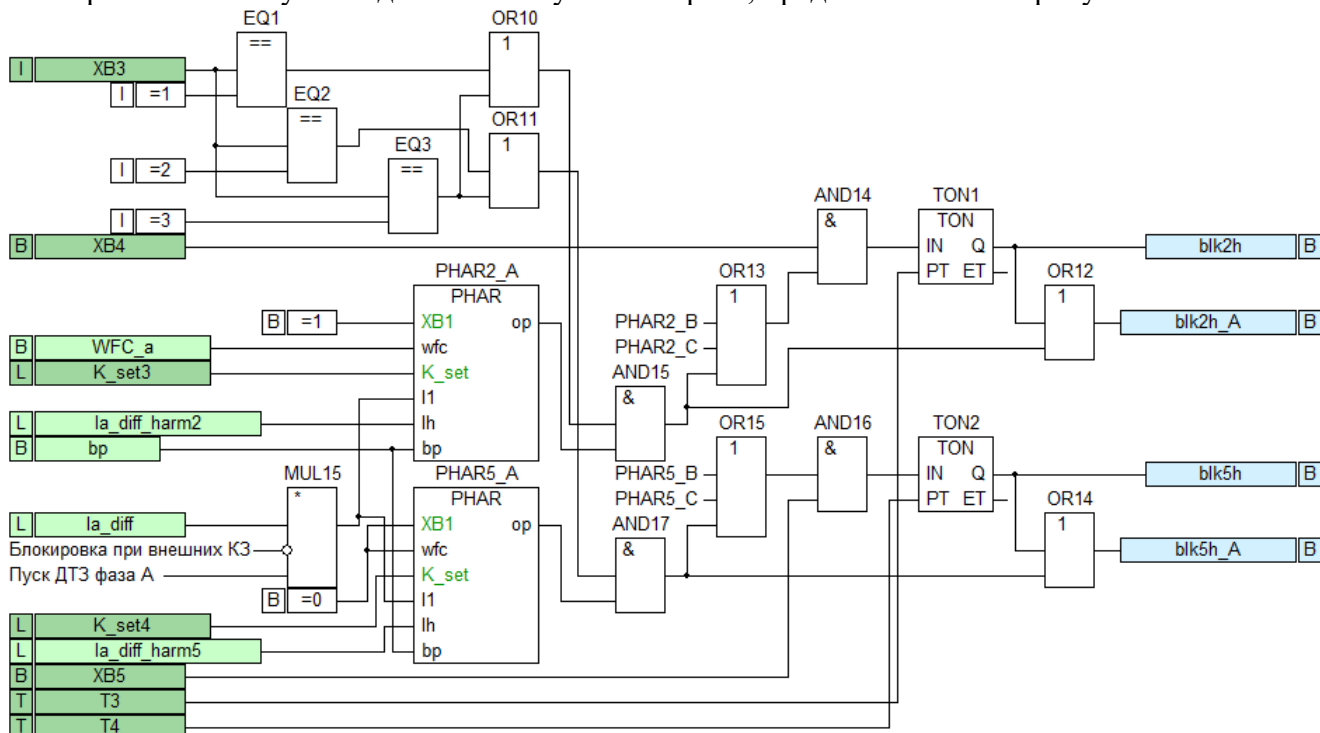 EQ1 OR10
== 1
I XB3
I =1
EQ2
==
OR11
1
EQ3
==
I =2
I =3
AND14 TON1
& TON
B XB4 IN Q blk2h B
PT ET
PHAR2_A OR13 OR12
PHAR 1 1
B =1 XB1 op PHAR2_B blk2h_A B
B WFC_a wfc PHAR2_C
L K_set3 K_set AND15
I1 &
L Ia_diff_harm2 Ih
B bp bp
OR15 AND16 TON2
1 & TON
MUL15 PHAR5_A
* PHAR PHAR5_B IN Q blk5h B
PHAR5_C PT ET
L Ia_diff XB1 op AND17 OR14
Блокировка при внешних КЗ wfc & 1 blk5h_A B
Пуск ДТЗ фаза А K_set
B =0 I1
L K_set4 Ih
L Ia_diff_harm5 bp
B XB5
T T3
T T4